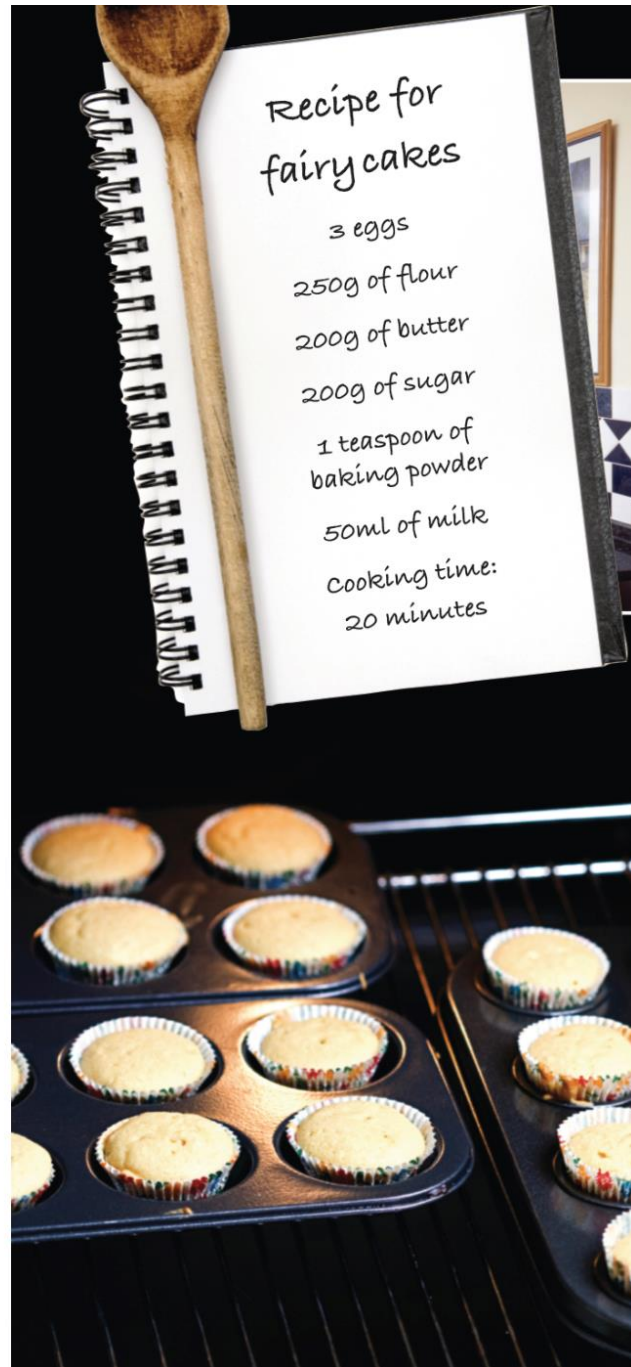 Recipe for
fairy cakes
3 eggs
250g of flour
200g of butter
200g of sugar
1 teaspoon of
baking powder
50ml of milk
Cooking time:
20 minutes